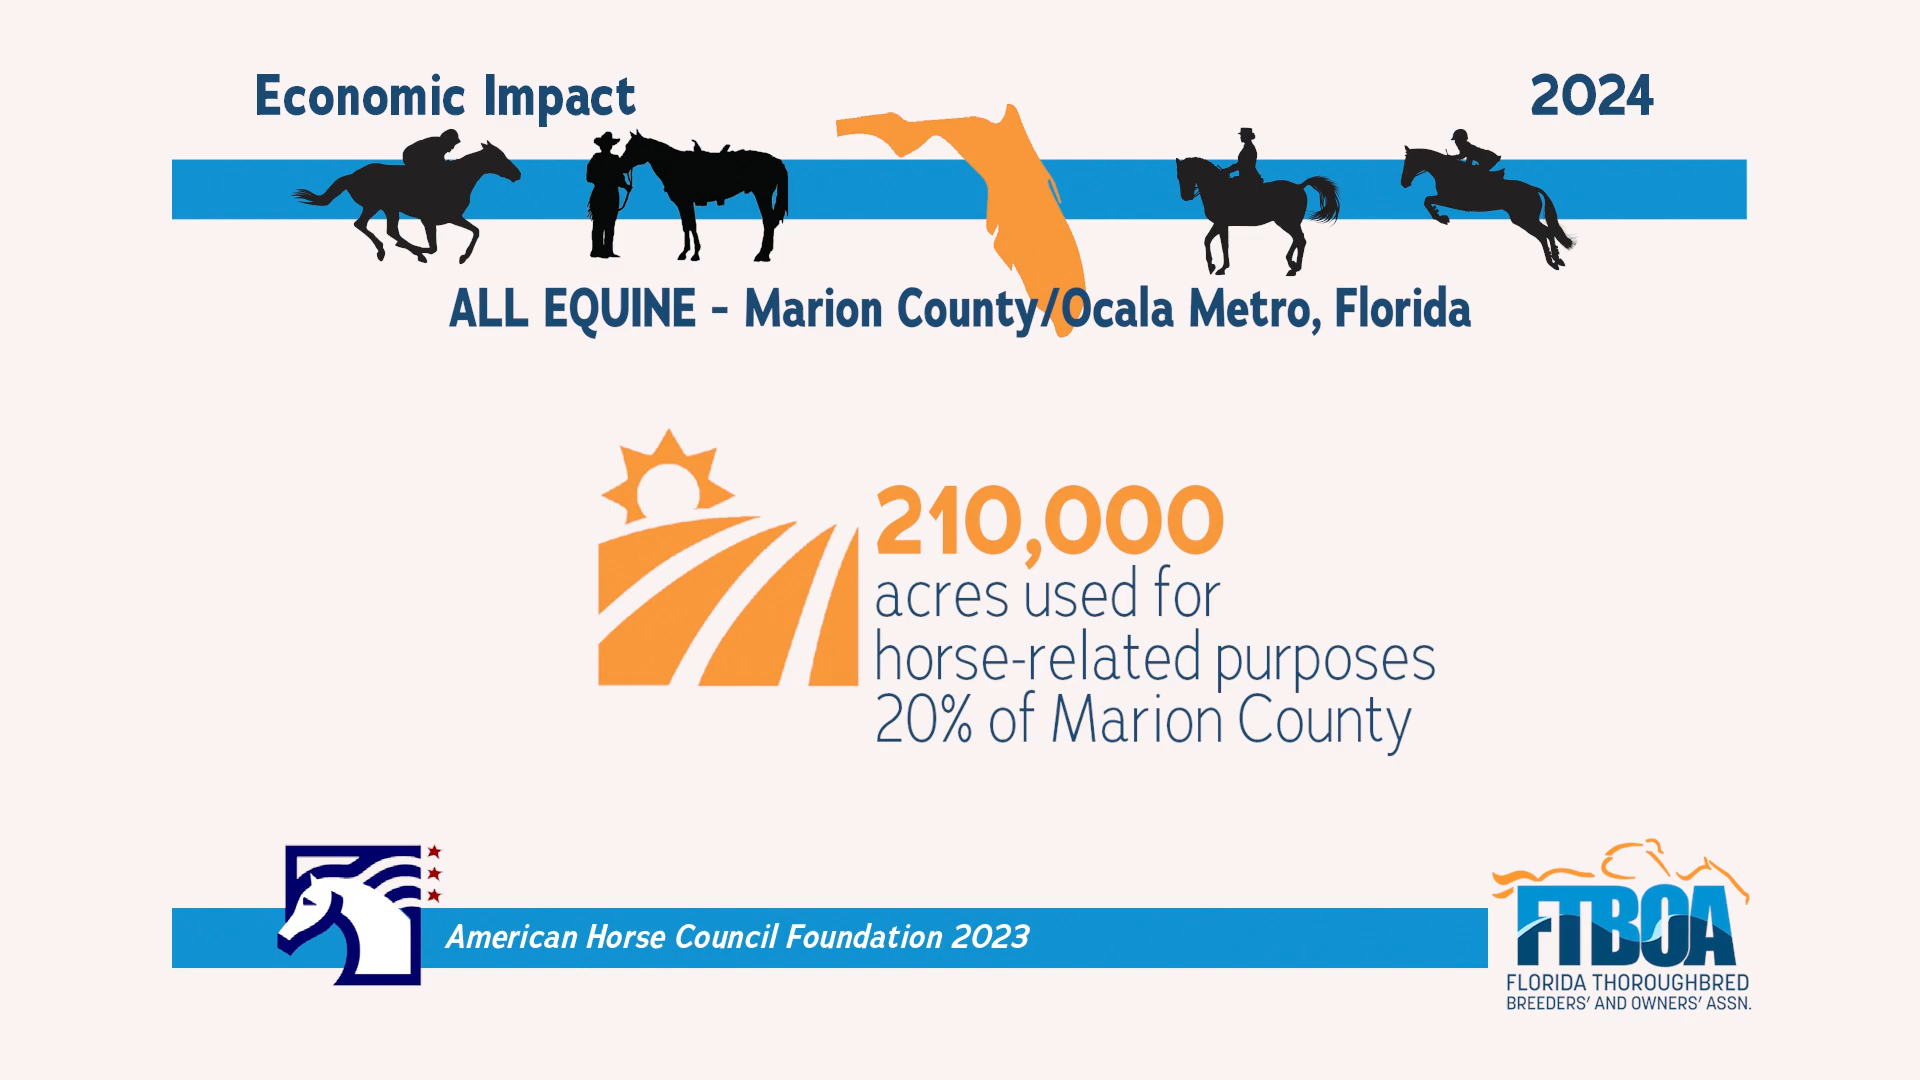 Economic Impact
2024
ALL EQUINE - Marion County/Ocala Metro, Florida
210,000
acres used for
horse-related purposes
20% of Marion County
American Horse Council Foundation 2023
FTBOA
FLORIDA THOROUGHBRED
BREEDERS' AND OWNERS' ASSN.